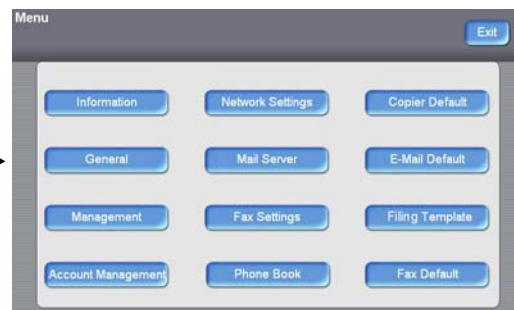 Menu
Exit
Information Network Settings Copier Default
General Mail Server E-Mail Default
Management Fax Settings Filing Template
Account Management Phone Book Fax Default